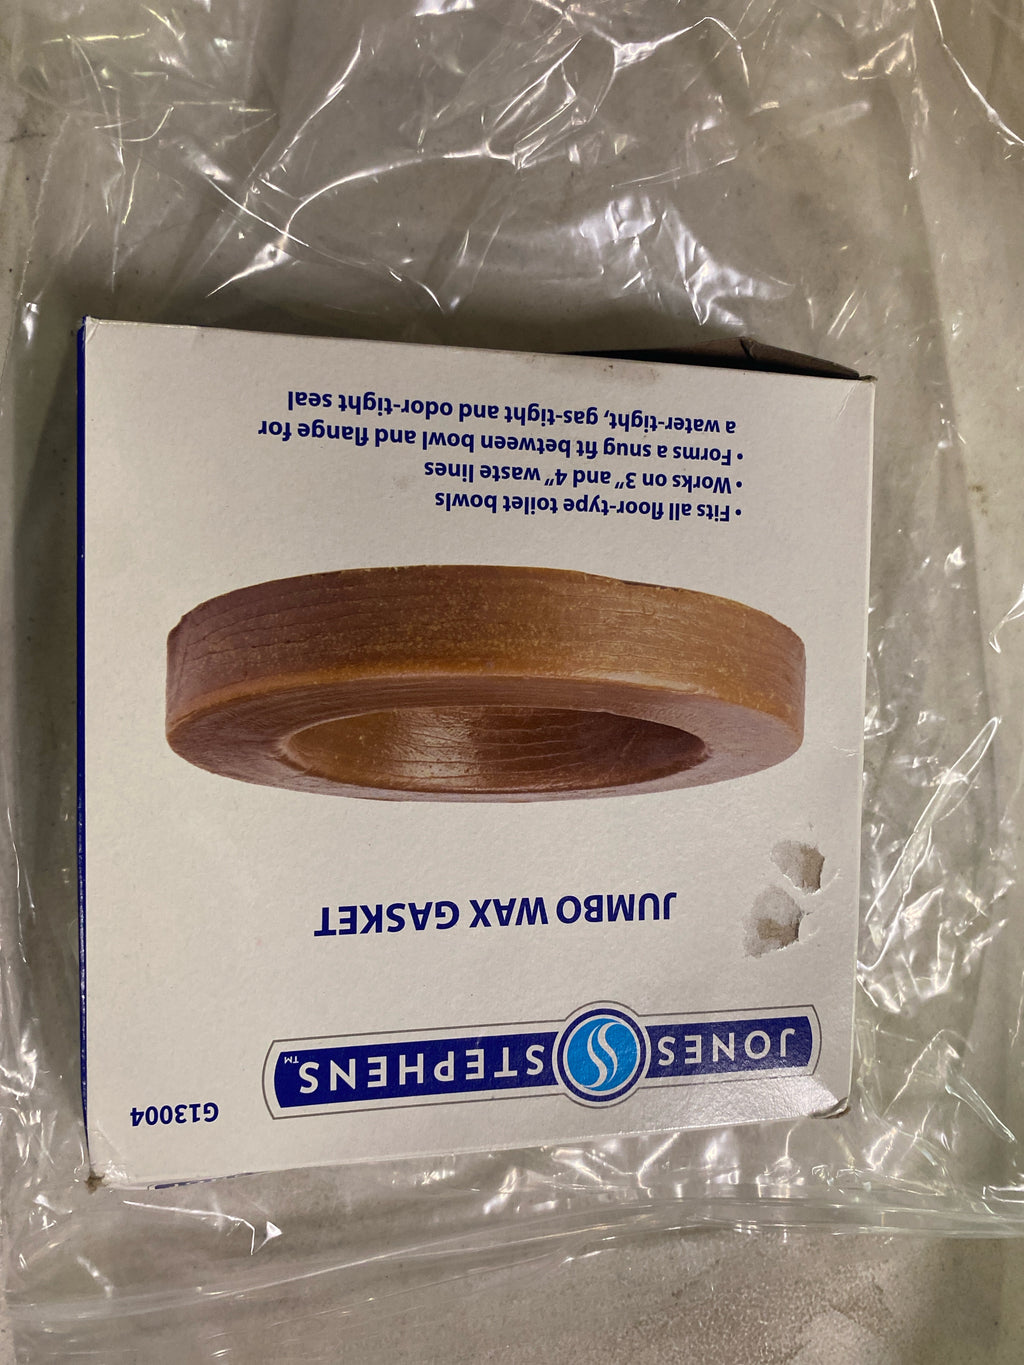 G13004
JONES STEPHENS™
JUMBO WAX GASKET
• Fits all floor-type toilet bowls
• Works on 3" and 4" waste lines
• Forms a snug fit between bowl and flange for
a water-tight, gas-tight and odor-tight seal